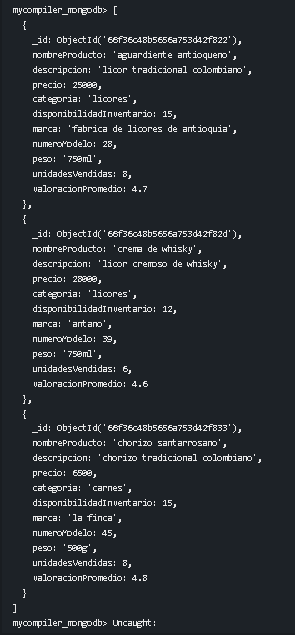 mycompiler_mongodb> [
  {
    _id: ObjectId('66f36c48b5656a753d42f822'),
    nombreProducto: 'aguardiente antioqueno',
    descripcion: 'licor tradicional colombiano',
    precio: 25000,
    categoria: 'licores',
    disponibilidadInventario: 15,
    marca: 'fabrica de licores de antioquia',
    numeroModelo: 28,
    peso: '750ml',
    unidadesVendidas: 8,
    valoracionPromedio: 4.7
  },
  {
    _id: ObjectId('66f36c48b5656a753d42f82d'),
    nombreProducto: 'crema de whisky',
    descripcion: 'licor cremoso de whisky',
    precio: 28000,
    categoria: 'licores',
    disponibilidadInventario: 12,
    marca: 'antano',
    numeroModelo: 39,
    peso: '750ml',
    unidadesVendidas: 6,
    valoracionPromedio: 4.6
  },
  {
    _id: ObjectId('66f36c48b5656a753d42f833'),
    nombreProducto: 'chorizo santarrosano',
    descripcion: 'chorizo tradicional colombiano',
    precio: 6500,
    categoria: 'carnes',
    disponibilidadInventario: 15,
    marca: 'la finca',
    numeroModelo: 45,
    peso: '500g',
    unidadesVendidas: 8,
    valoracionPromedio: 4.8
  }
]
mycompiler_mongodb> Uncaught: